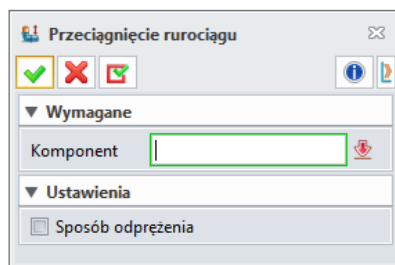 Przeciągnięcie rurociągu
Wymagane
Komponent
Ustawienia
Sposób odprężenia